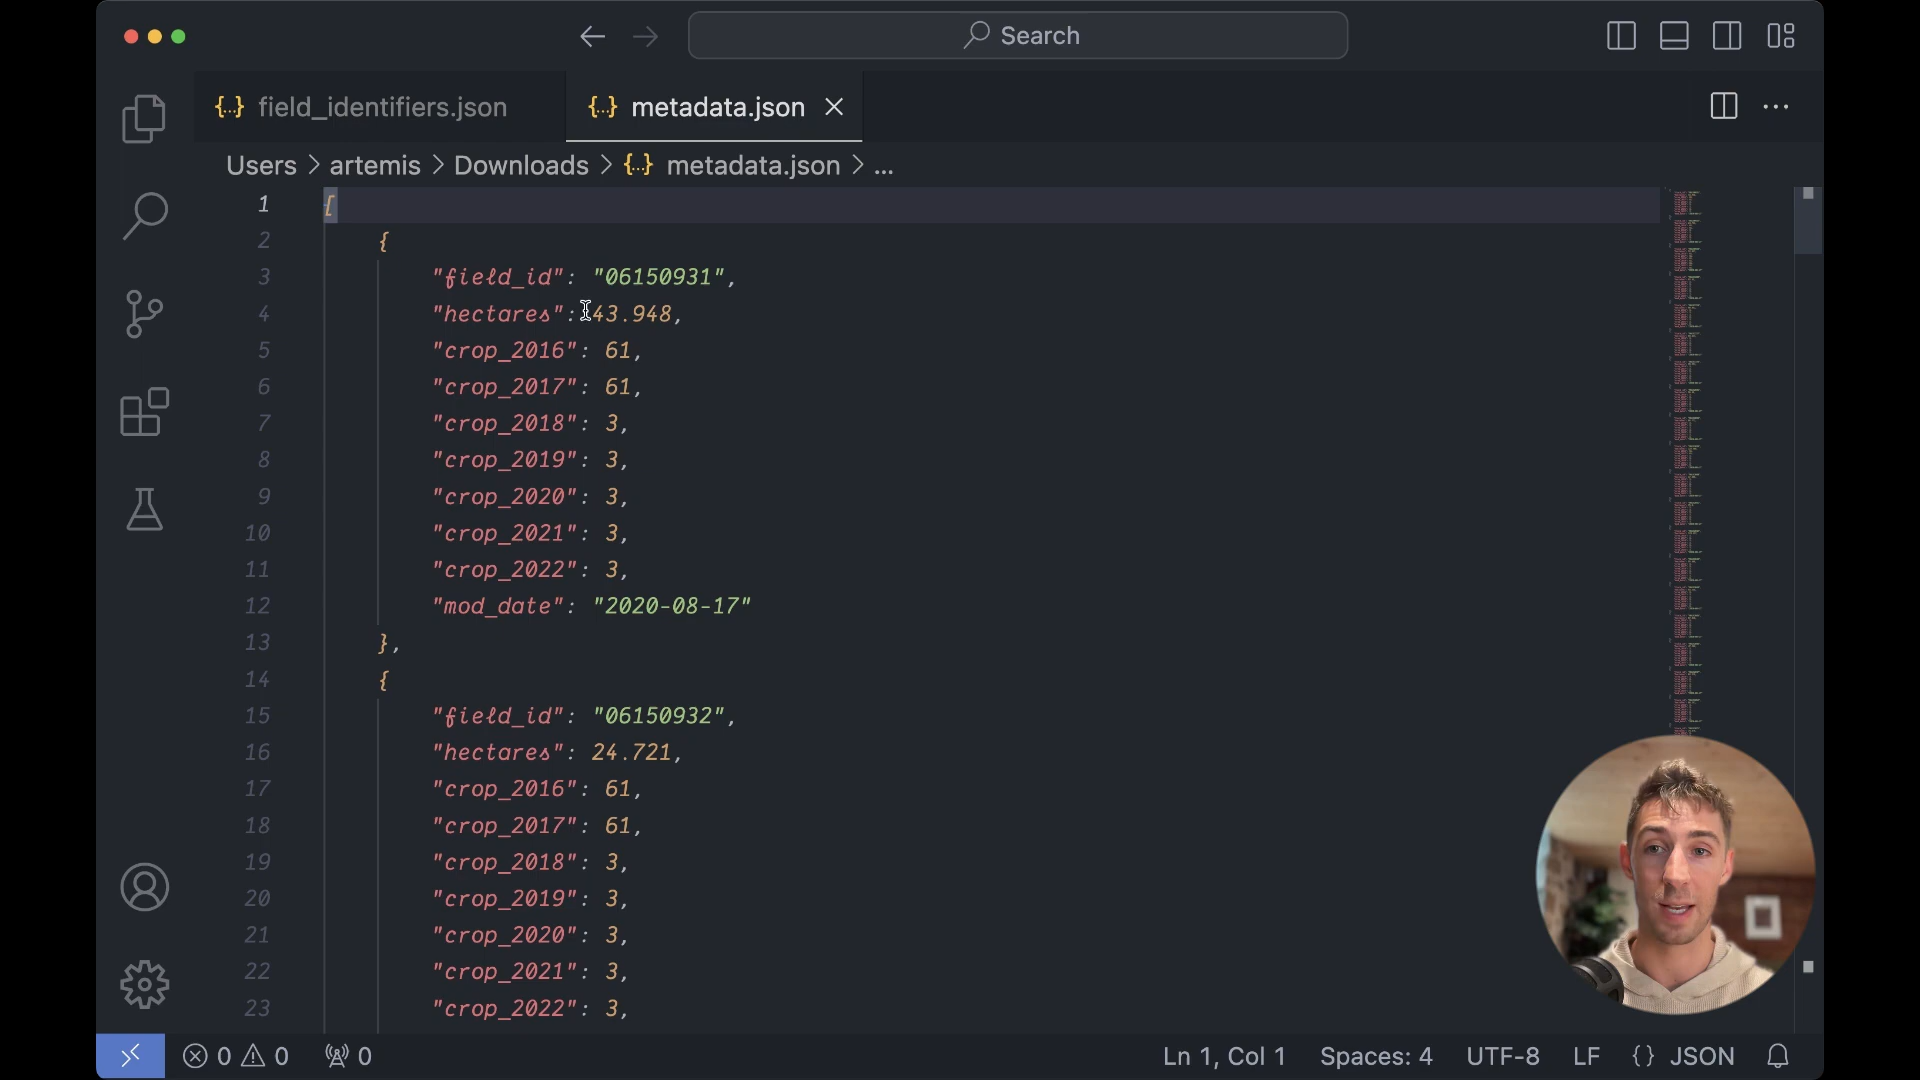 Search
field_identifiers.json
metadata.json
Users > artemis > Downloads > {..} metadata.json > ...
1 [
2 {
3 "field_id": "06150931",
4 "hectares": 43.948,
5 "crop_2016": 61,
6 "crop_2017": 61,
7 "crop_2018": 3,
8 "crop_2019": 3,
9 "crop_2020": 3,
10 "crop_2021": 3,
11 "crop_2022": 3,
12 "mod_date": "2020-08-17"
13 },
14 {
15 "field_id": "06150932",
16 "hectares": 24.721,
17 "crop_2016": 61,
18 "crop_2017": 61,
19 "crop_2018": 3,
20 "crop_2019": 3,
21 "crop_2020": 3,
22 "crop_2021": 3,
23 "crop_2022": 3,
0 0 0 Ln 1, Col 1 Spaces: 4 UTF-8 LF {} JSON